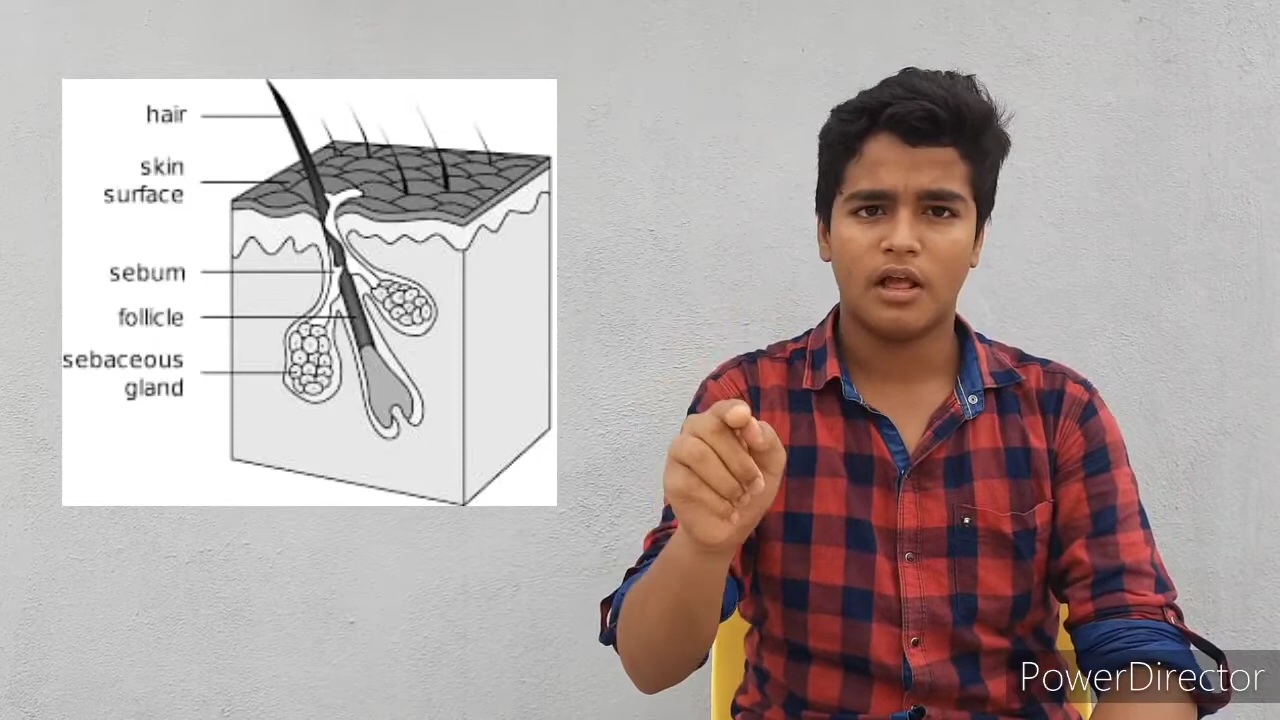 hair
skin
surface
sebum
follicle
sebaceous
gland
PowerDirector